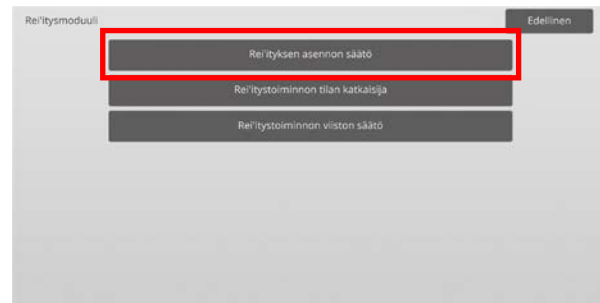 Rei'itysmoduuli
Edellinen
Rei'ityksen asennon säätö
Rei'itystoiminnon tilan katkaisija
Rei'itystoiminnon viiston säätö